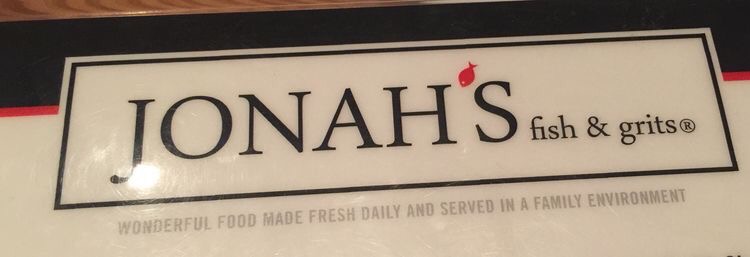 JONAH'S fish & grits®
WONDERFUL FOOD MADE FRESH DAILY AND SERVED IN A FAMILY ENVIRONMENT